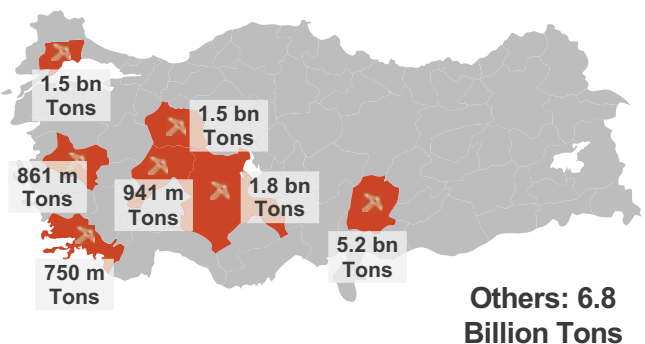 1.5 bn
Tons
1.5 bn
Tons
861 m
Tons
941 m
Tons
1.8 bn
Tons
5.2 bn
Tons
750 m
Tons
Others: 6.8
Billion Tons